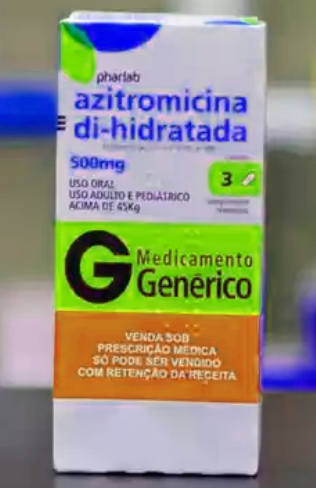 pharlab
azitromicina
di-hidratada
500mg
USO ORAL
USO ADULTO E PEDIÁTRICO
ACIMA DE 45Kg
3
G Medicamento
Genérico
VENDA SOB
PRESCRIÇÃO MÉDICA
SÓ PODE SER VENDIDO
COM RETENÇÃO DA RECEITA